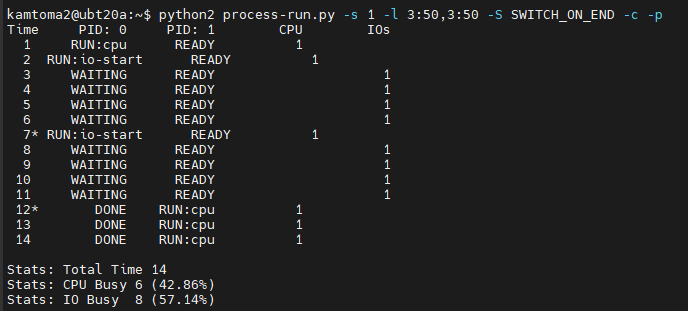 kamtoma2@ubt20a:~$ python2 process-run.py -s 1 -l 3:50,3:50 -S SWITCH_ON_END -c -p
Time     PID: 0     PID: 1        CPU        IOs
  1     RUN:cpu      READY          1
  2  RUN:io-start      READY          1
  3     WAITING      READY                     1
  4     WAITING      READY                     1
  5     WAITING      READY                     1
  6     WAITING      READY                     1
  7* RUN:io-start      READY          1
  8     WAITING      READY                     1
  9     WAITING      READY                     1
 10     WAITING      READY                     1
 11     WAITING      READY                     1
 12*       DONE    RUN:cpu          1
 13        DONE    RUN:cpu          1
 14        DONE    RUN:cpu          1
Stats: Total Time 14
Stats: CPU Busy 6 (42.86%)
Stats: IO Busy  8 (57.14%)